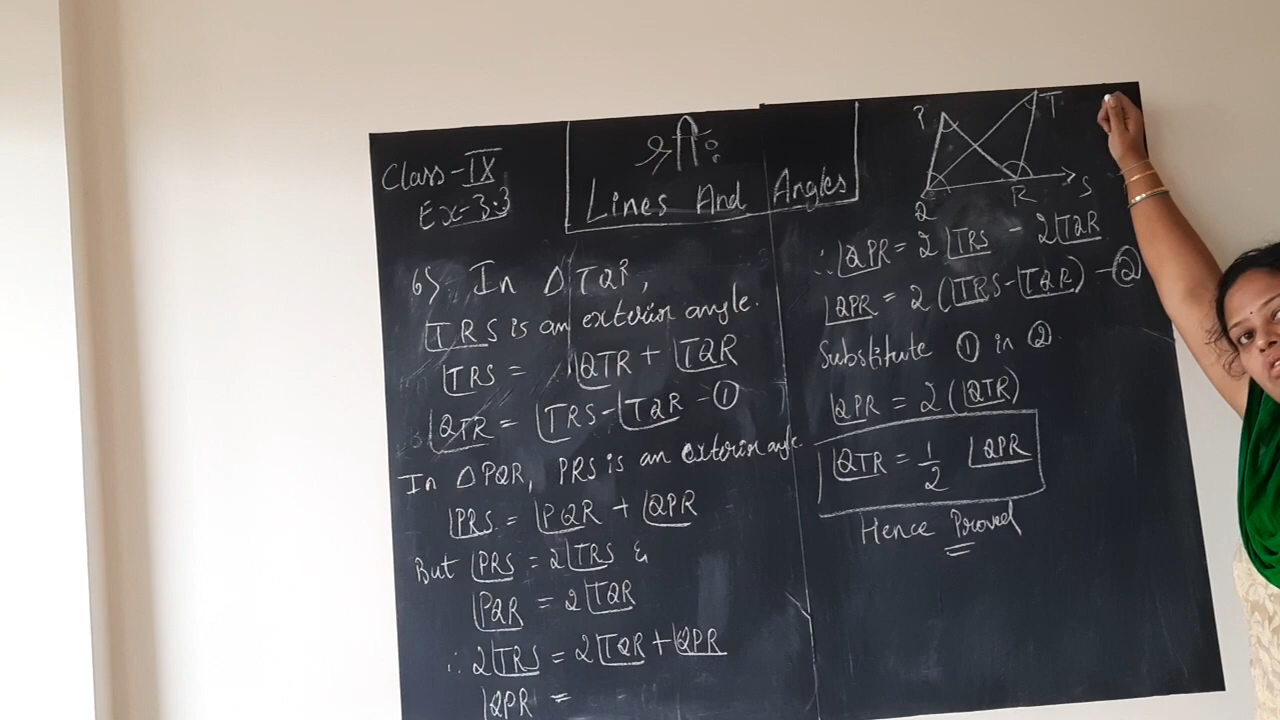 Class-IX
Ex-3.3
Lines And Angles
6) In △TQR,
∠TRS is an exterior angle.
∠TRS = ∠QTR + ∠TQR
∠QTR = ∠TRS - ∠TQR - ①
In △PQR, PRS is an exterior angle.
∠PRS = ∠PQR + ∠QPR
But ∠PRS = 2∠TRS &
∠PQR = 2∠TQR
∴ 2∠TRS = 2∠TQR + ∠QPR
∠QPR =
P
T
Q
R
S
∴ ∠QPR = 2∠TRS - 2∠TQR
∠QPR = 2(∠TRS - ∠TQR) - ②
Substitute ① in ②.
∠QPR = 2(∠QTR)
∠QTR = 1/2 ∠QPR
Hence Proved